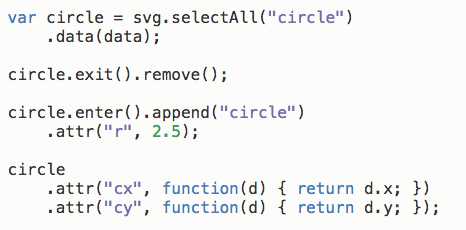 var circle = svg.selectAll("circle")
    .data(data);

circle.exit().remove();

circle.enter().append("circle")
    .attr("r", 2.5);

circle
    .attr("cx", function(d) { return d.x; })
    .attr("cy", function(d) { return d.y; });